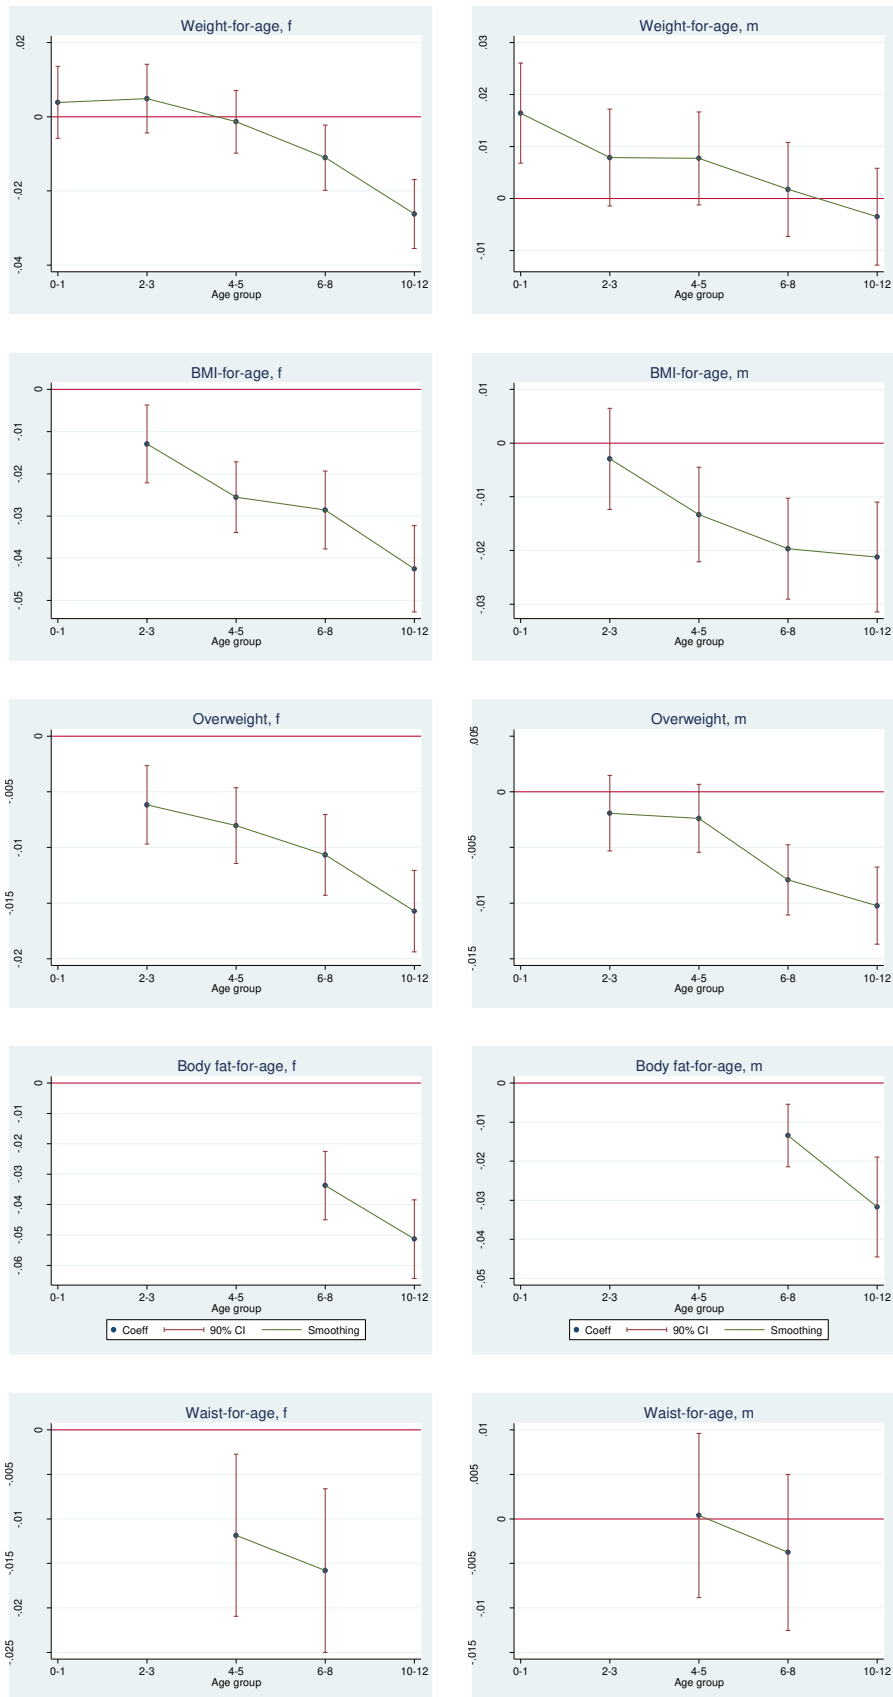 Weight-for-age, f
.02
0
-.02
-.04
0-1 2-3 4-5 6-8 10-12
Age group
Weight-for-age, m
.03
.02
.01
0
-.01
0-1 2-3 4-5 6-8 10-12
Age group
BMI-for-age, f
0
-.01
-.02
-.03
-.04
-.05
0-1 2-3 4-5 6-8 10-12
Age group
BMI-for-age, m
.01
0
-.01
-.02
-.03
0-1 2-3 4-5 6-8 10-12
Age group
Overweight, f
0
-.005
-.01
-.015
-.02
0-1 2-3 4-5 6-8 10-12
Age group
Overweight, m
.005
0
-.005
-.01
-.015
0-1 2-3 4-5 6-8 10-12
Age group
Body fat-for-age, f
0
-.01
-.02
-.03
-.04
-.05
-.06
0-1 2-3 4-5 6-8 10-12
Age group
Coeff 90% CI Smoothing
Body fat-for-age, m
0
-.01
-.02
-.03
-.04
-.05
0-1 2-3 4-5 6-8 10-12
Age group
Coeff 90% CI Smoothing
Waist-for-age, f
0
-.005
-.01
-.015
-.02
-.025
0-1 2-3 4-5 6-8 10-12
Age group
Waist-for-age, m
.01
.005
0
-.005
-.01
-.015
0-1 2-3 4-5 6-8 10-12
Age group